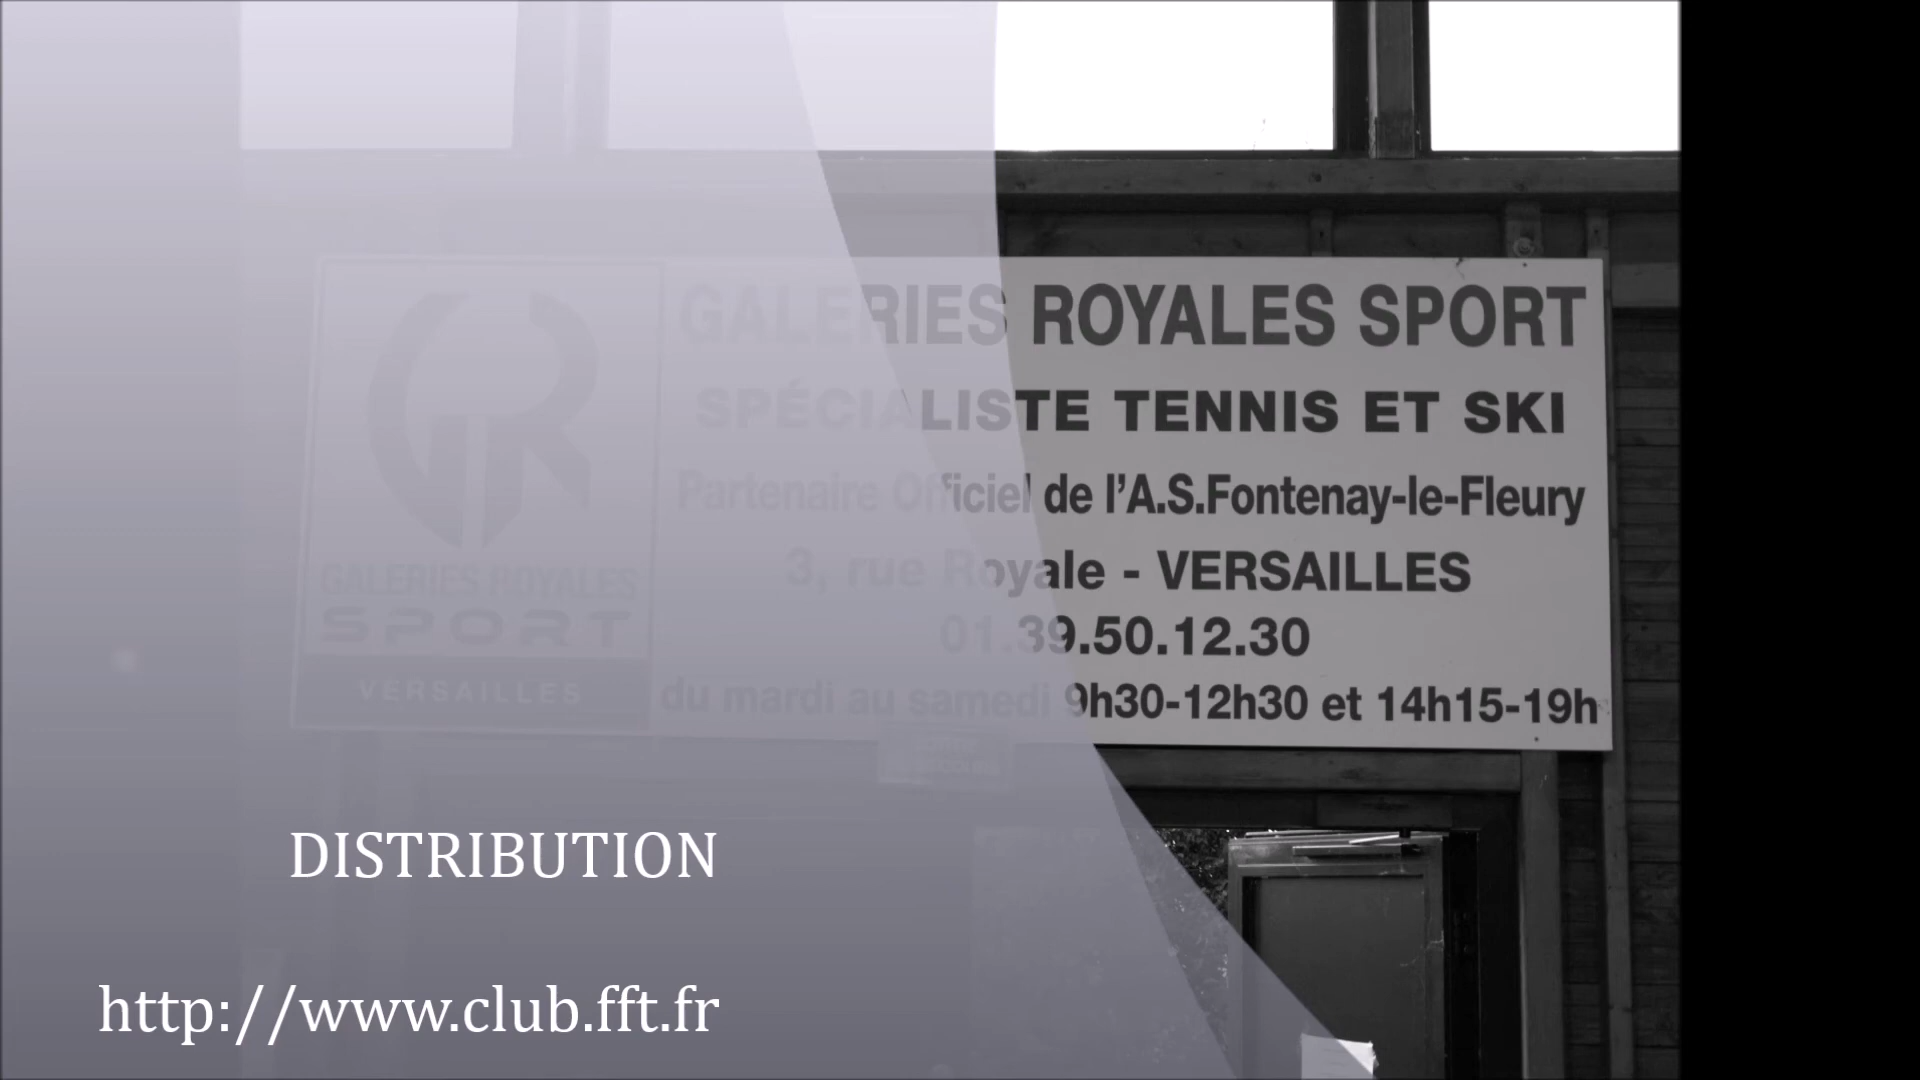 GALERIES ROYALES SPORT
SPÉCIALISTE TENNIS ET SKI
Partenaire Officiel de l'A.S.Fontenay-le-Fleury
3, rue Royale - VERSAILLES
01.39.50.12.30
du mardi au samedi 9h30-12h30 et 14h15-19h
GR
GALERIES ROYALES
SPORT
VERSAILLES
DISTRIBUTION
http://www.club.fft.fr